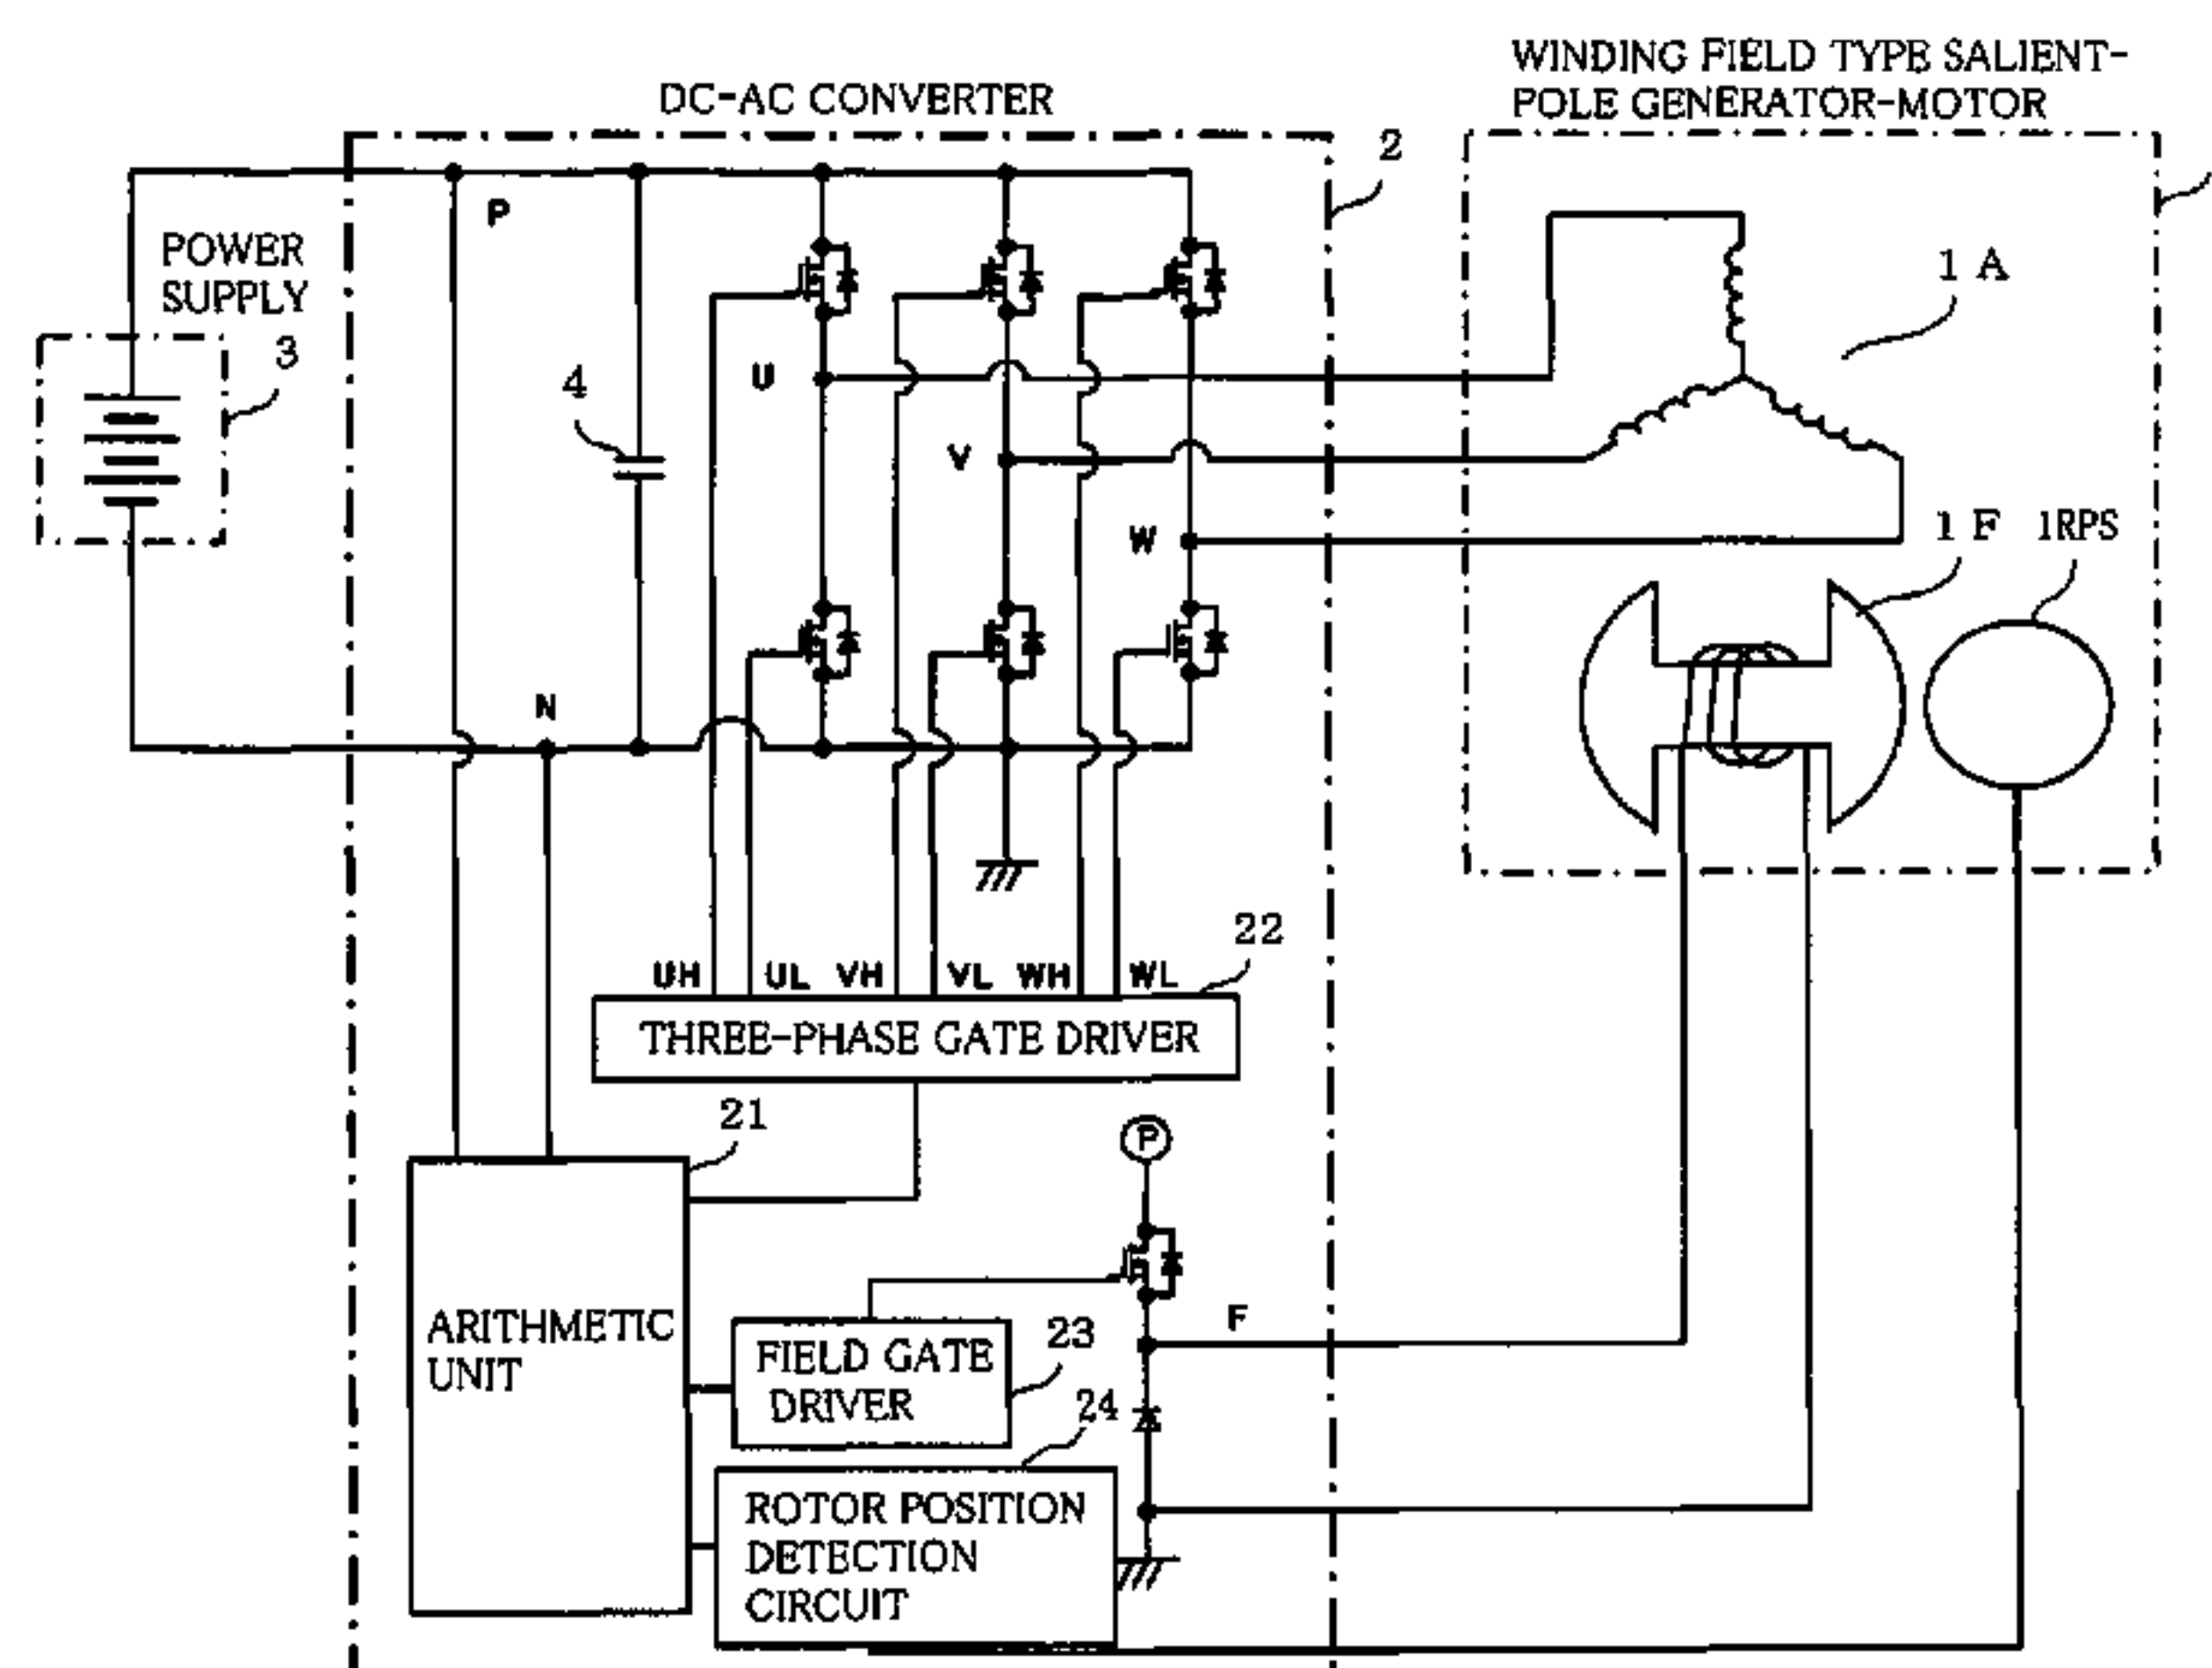 WINDING FIELD TYPE SALIENT-
POLE GENERATOR-MOTOR
DC-AC CONVERTER
2
P
POWER
SUPPLY
3
4
U
V
W
1 A
1 F
1RPS
N
22
UH
UL
VH
VL
WH
WL
THREE-PHASE GATE DRIVER
21
P
ARITHMETIC
UNIT
F
FIELD GATE
DRIVER
23
24
ROTOR POSITION
DETECTION
CIRCUIT